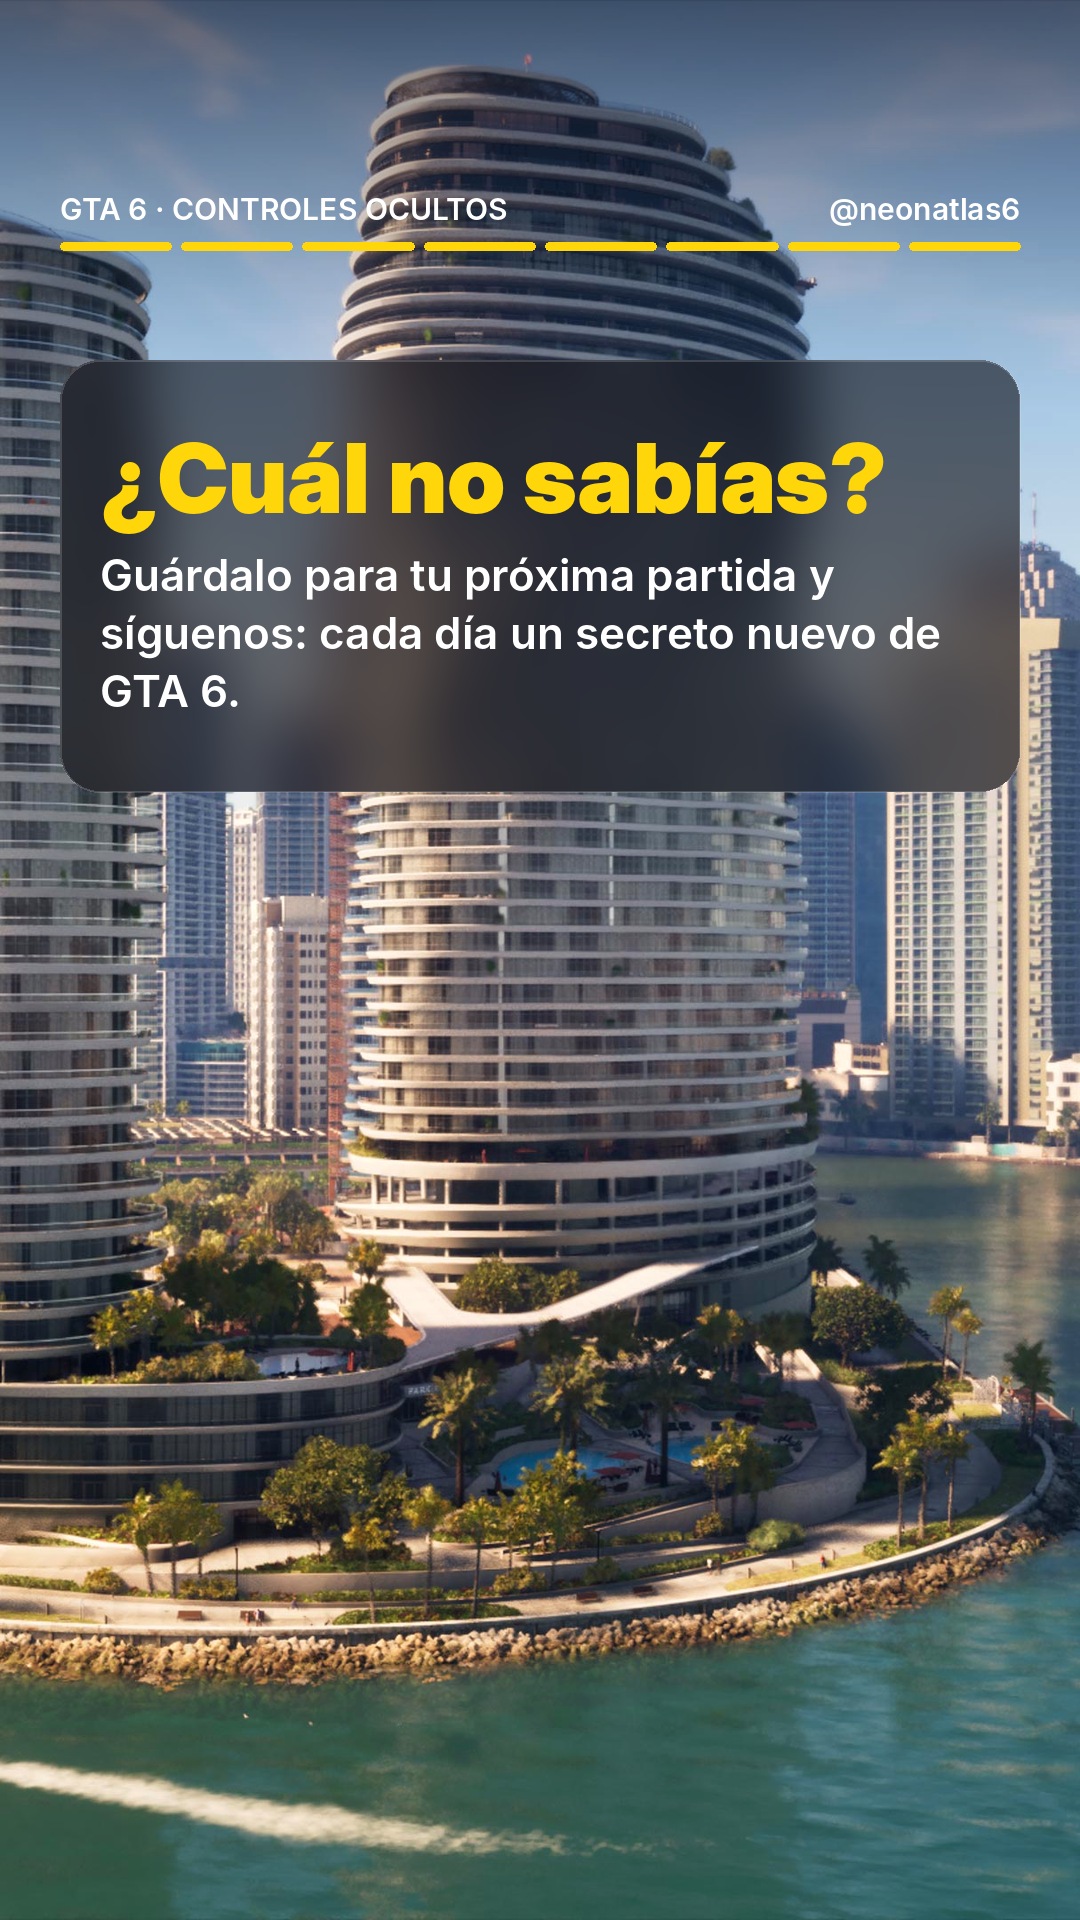 GTA 6 · CONTROLES OCULTOS
@neonatlas6
¿Cuál no sabías?
Guárdalo para tu próxima partida y
síguenos: cada día un secreto nuevo de
GTA 6.
PARK